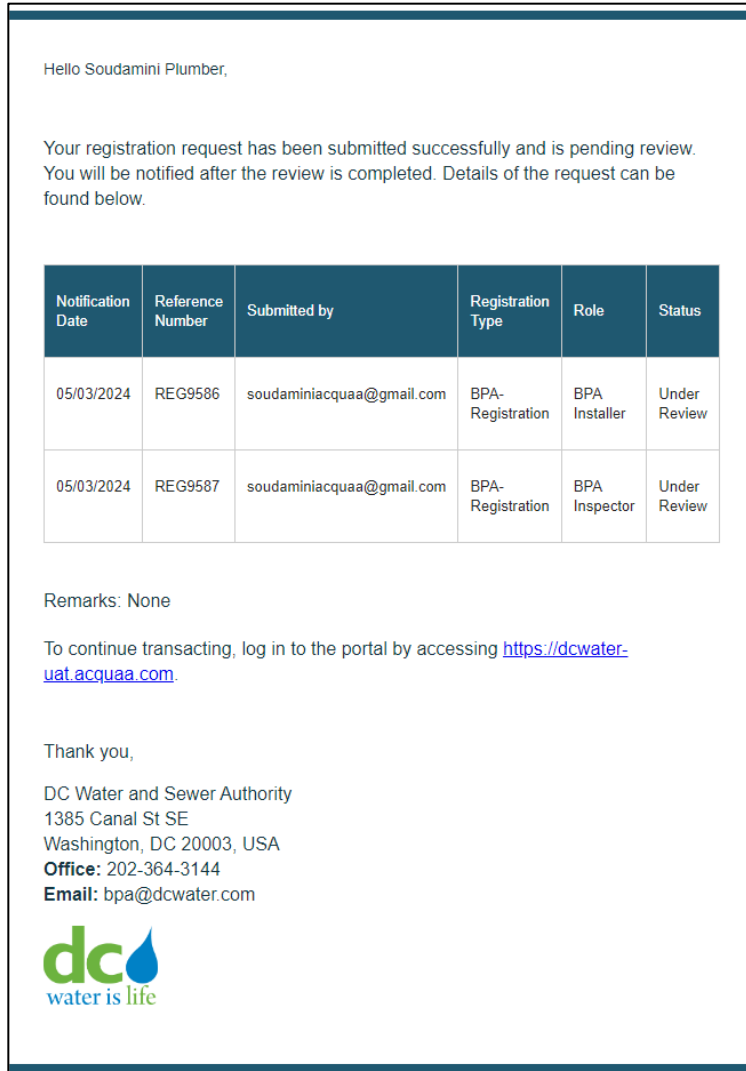 Hello Soudamini Plumber,
Your registration request has been submitted successfully and is pending review.
You will be notified after the review is completed. Details of the request can be
found below.
Notification Date Reference Number Submitted by Registration Type Role Status
05/03/2024 REG9586 soudaminiacquaa@gmail.com BPA-Registration BPA Installer Under Review
05/03/2024 REG9587 soudaminiacquaa@gmail.com BPA-Registration BPA Inspector Under Review
Remarks: None
To continue transacting, log in to the portal by accessing https://dcwater-
uat.acquaa.com.
Thank you,
DC Water and Sewer Authority
1385 Canal St SE
Washington, DC 20003, USA
Office: 202-364-3144
Email: bpa@dcwater.com
dc
water is life